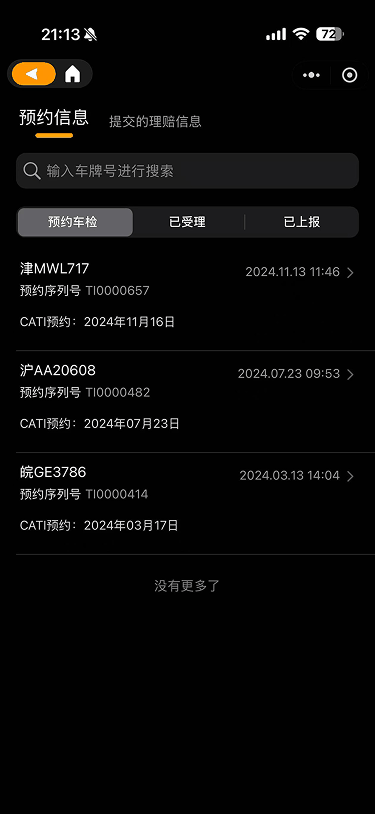 21:13
72
预约信息
提交的理赔信息
输入车牌号进行搜索
预约车检
已受理
已上报
津MWL717
2024.11.13 11:46
预约序列号 TI0000657
CATI预约：2024年11月16日
沪AA20608
2024.07.23 09:53
预约序列号 TI0000482
CATI预约：2024年07月23日
皖GE3786
2024.03.13 14:04
预约序列号 TI0000414
CATI预约：2024年03月17日
没有更多了